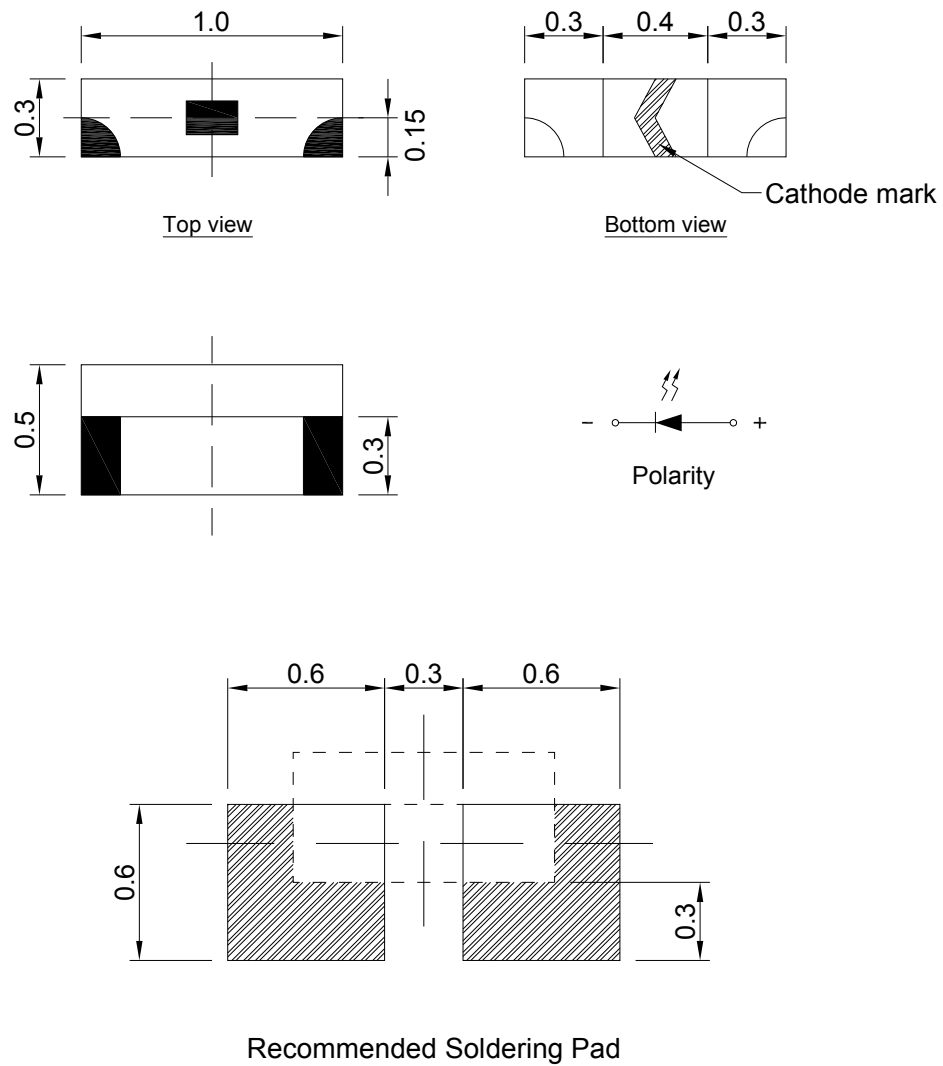 1.0
0.3
0.15
Top view
0.3 0.4 0.3
Cathode mark
Bottom view
0.5
0.3
- +
Polarity
0.6 0.3 0.6
0.6
0.3
Recommended Soldering Pad